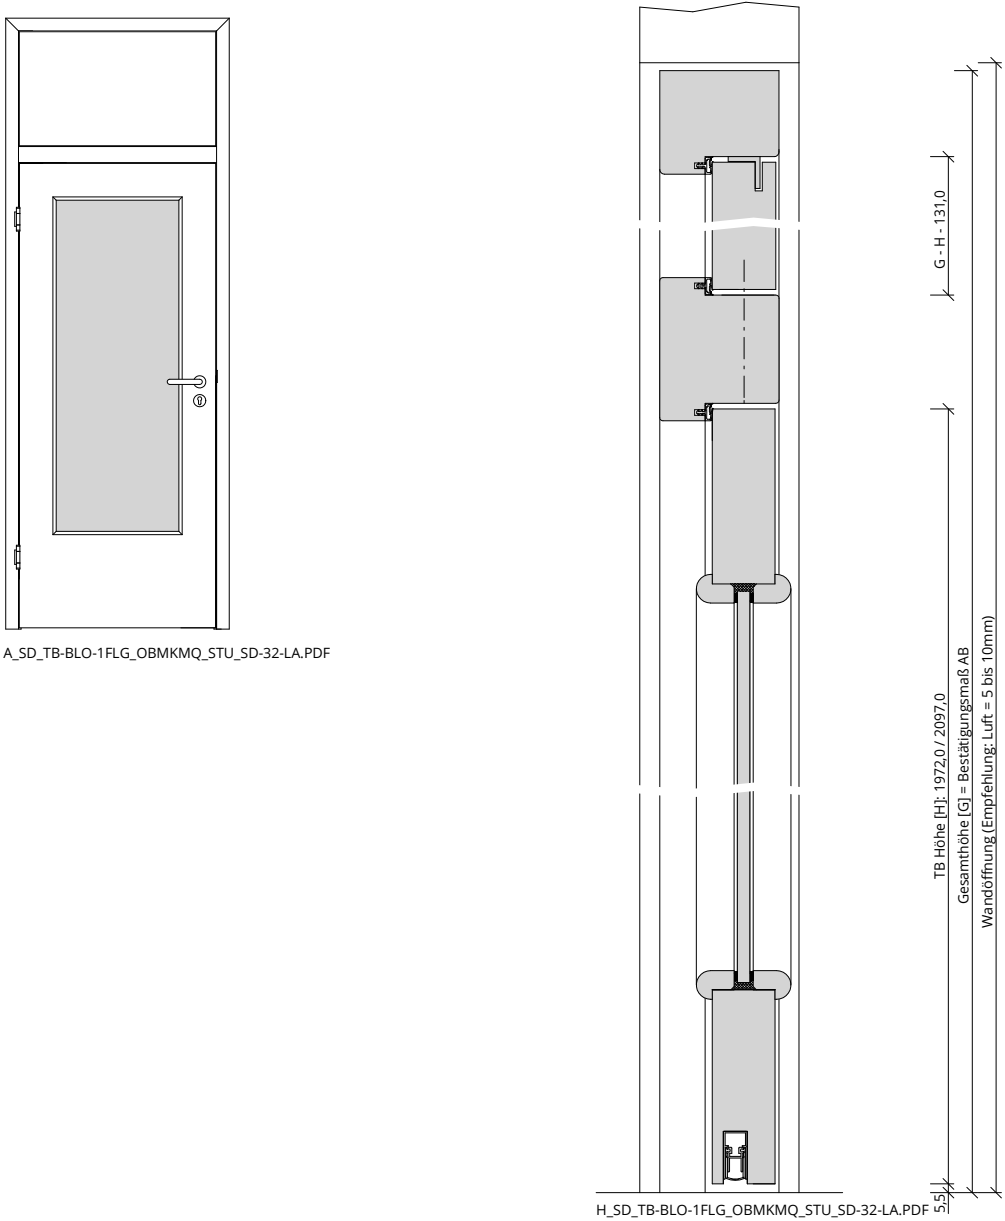 A_SD_TB-BLO-1FLG_OBMKMQ_STU_SD-32-LA.PDF
G - H - 131,0
TB Höhe [H]: 1972,0 / 2097,0
Gesamthöhe [G] = Bestätigungsmaß AB
Wandöffnung (Empfehlung: Luft = 5 bis 10mm)
5,5
H_SD_TB-BLO-1FLG_OBMKMQ_STU_SD-32-LA.PDF